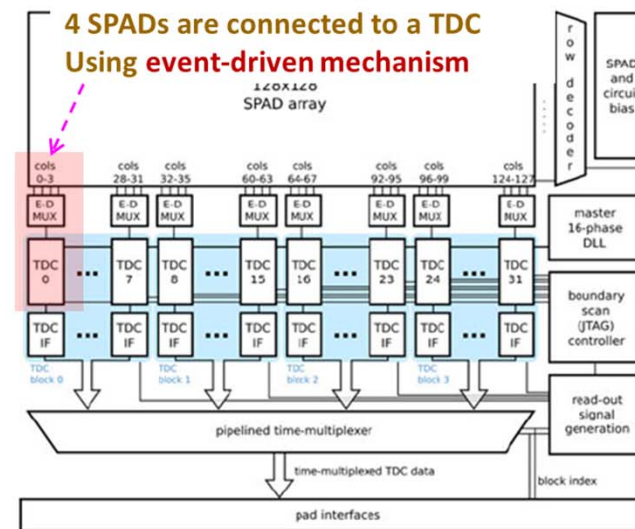 4 SPADs are connected to a TDC
Using event-driven mechanism
128x128
SPAD array
row decoder
SPAD
and
circuit
bias
cols
0-3
cols
28-31
cols
32-35
cols
60-63
cols
64-67
cols
92-95
cols
96-99
cols
124-127
E-D
MUX
E-D
MUX
E-D
MUX
E-D
MUX
E-D
MUX
E-D
MUX
E-D
MUX
E-D
MUX
master
16-phase
DLL
TDC
0
...
TDC
7
TDC
8
...
TDC
15
TDC
16
...
TDC
23
TDC
24
...
TDC
31
boundary
scan
(JTAG)
controller
TDC
IF
...
TDC
IF
TDC
IF
...
TDC
IF
TDC
IF
...
TDC
IF
TDC
IF
...
TDC
IF
TDC
block 0
TDC
block 1
TDC
block 2
TDC
block 3
read-out
signal
generation
pipelined time-multiplexer
time-multiplexed TDC data
block index
pad interfaces